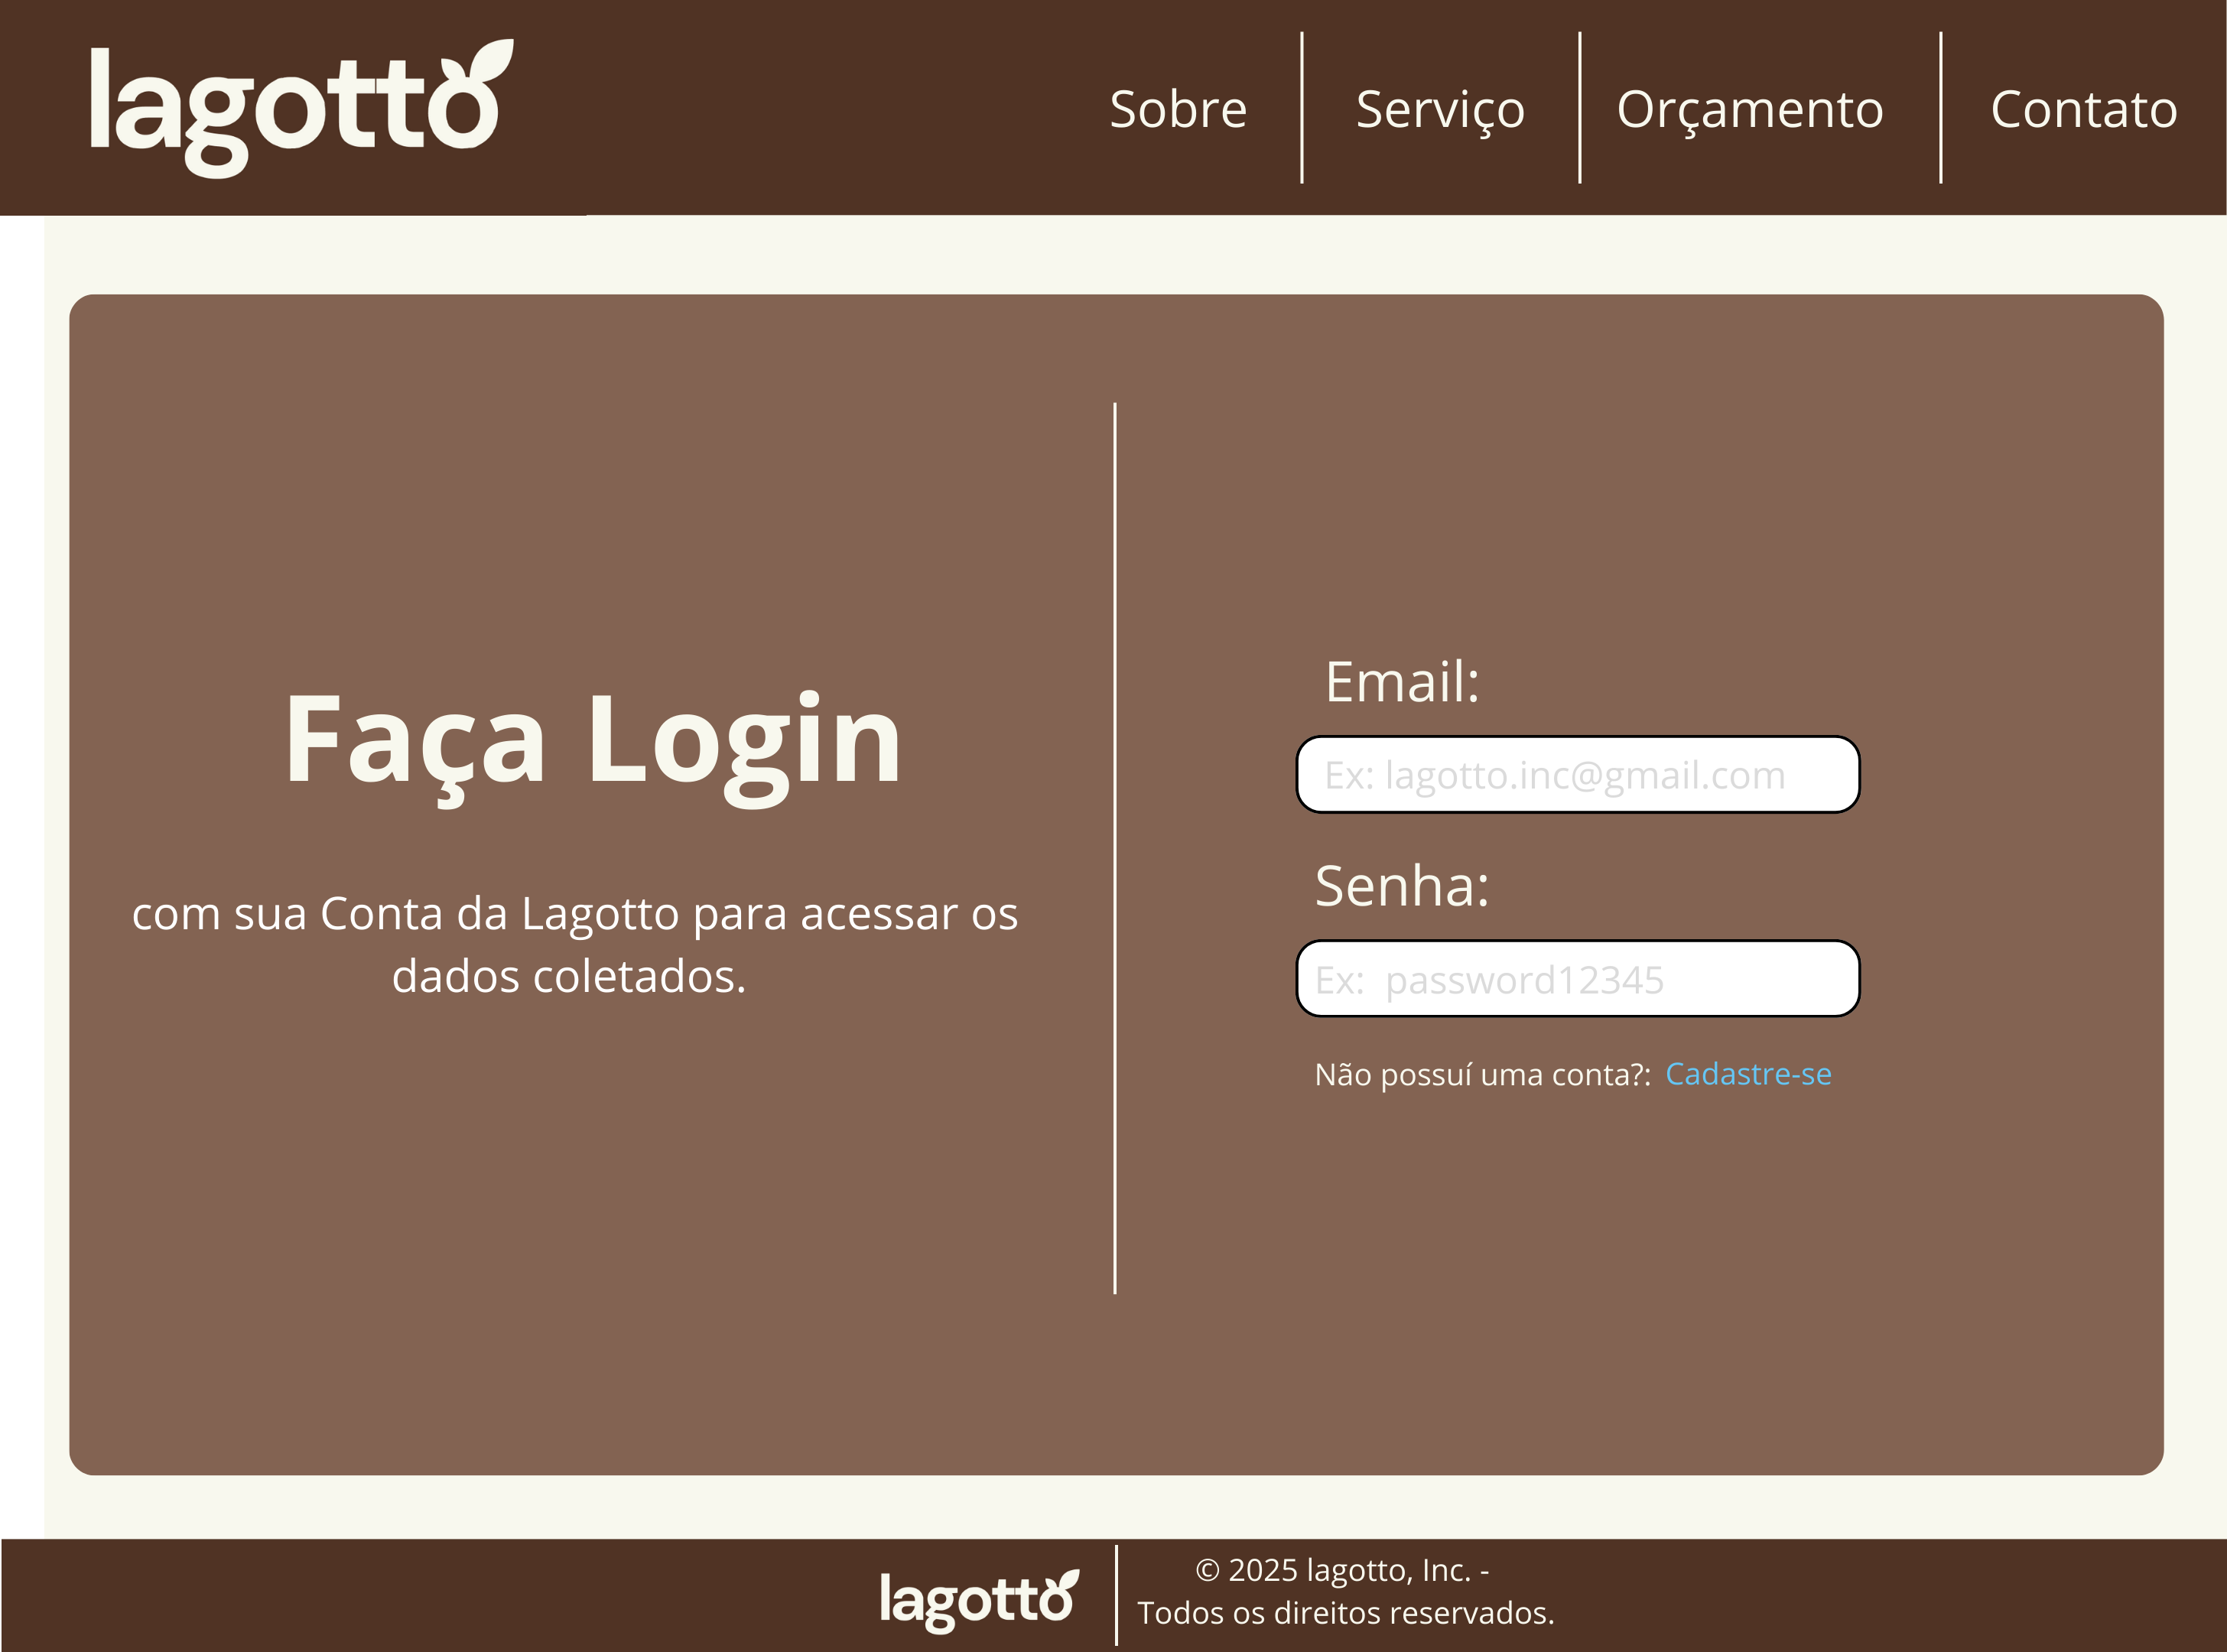 lagotto
Sobre
Serviço
Orçamento
Contato
Faça Login
com sua Conta da Lagotto para acessar os
dados coletados.
Email:
Ex: lagotto.inc@gmail.com
Senha:
Ex: password12345
Não possuí uma conta?: Cadastre-se
lagotto
© 2025 lagotto, Inc. -
Todos os direitos reservados.